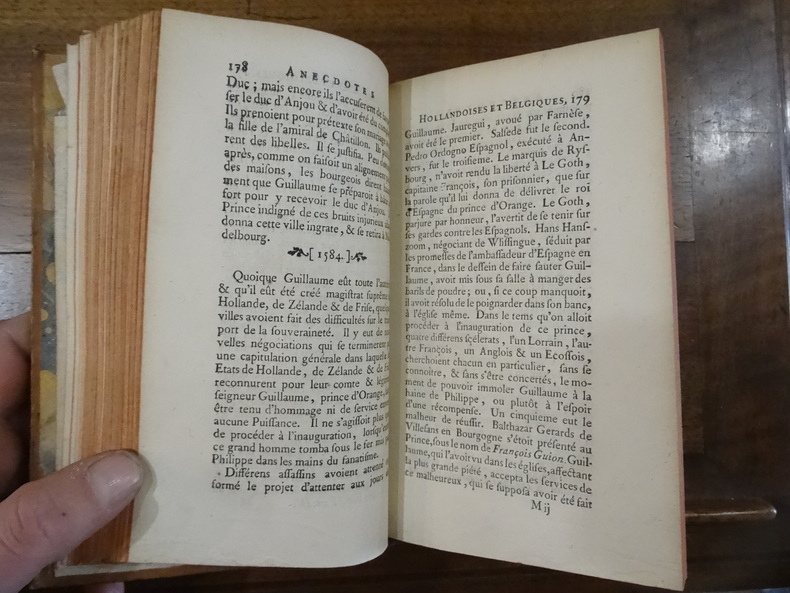 178 ANECDOTES
Duc ; mais encore ils l'accuserent de
ser le duc d'Anjou & d'avoir été du
Ils prenoient pour prétexte son mariage
la fille de l'amiral de Châtillon. Ils
rent des libelles. Il se justifia. Peu
après, comme on faisoit un alignement
des maisons, les bourgeois dirent
ment que Guillaume se préparoit à
fort pour y recevoir le duc d'Anjou.
Prince indigné de ces bruits injurieux
donna cette ville ingrate, & se retira à
delbourg.
[ 1584. ]
Quoique Guillaume eût toute l'
& qu'il eût été créé magistrat suprême
Hollande, de Zélande & de Frise,
villes avoient fait des difficultés sur le
port de la souveraineté. Il y eut de
velles négociations qui se terminerent
une capitulation générale dans laquelle
Etats de Hollande, de Zélande & de
reconnurent pour leur comte &
seigneur Guillaume, prince d'Orange
être tenu d'hommage ni de service
aucune Puissance. Il ne s'agissoit plus
de procéder à l'inauguration, lorsqu'
ce grand homme tomba sous le fer
Philippe dans les mains du fanatisme.
Différens assassins avoient
formé le projet d'attenter aux jours
HOLLANDOISES ET BELGIQUES, 179
Guillaume. Jauregui, avoué par Farnèse,
avoit été le premier. Salsède fut le second.
Pedro Ordogno Espagnol, exécuté à An-
vers, fut le troisième. Le marquis de Rys-
bourg, n'avoit rendu la liberté à Le Goth,
capitaine François, son prisonnier, que sur
la parole qu'il lui donna de délivrer le roi
d'Espagne du prince d'Orange. Le Goth,
parjure par honneur, l'avertit de se tenir sur
ses gardes contre les Espagnols. Hans Hans-
zoom, négociant de Wlissingue, séduit par
les promesses de l'ambassadeur d'Espagne en
France, dans le dessein de faire sauter Guil-
laume, avoit mis sous sa salle à manger des
barils de poudre; ou, si ce coup manquoit,
il avoit résolu de le poignarder dans son banc,
à l'église même. Dans le tems qu'on alloit
procéder à l'inauguration de ce prince,
quatre différens scélerats, l'un Lorrain, l'au-
tre François, un Anglois & un Ecossois,
cherchoient chacun en particulier, sans se
connoître, & sans s'être concertés, le mo-
ment de pouvoir immoler Guillaume à la
haine de Philippe, ou plutôt à l'espoir
d'une récompense. Un cinquieme eut le
malheur de réussir. Balthazar Gerards de
Villefans en Bourgogne s'étoit présenté au
Prince, sous le nom de François Guion. Guil-
laume, qui l'avoit vu dans les églises, affectant
la plus grande piété, accepta les services de
ce malheureux, qui se supposa avoir été fait
M ij